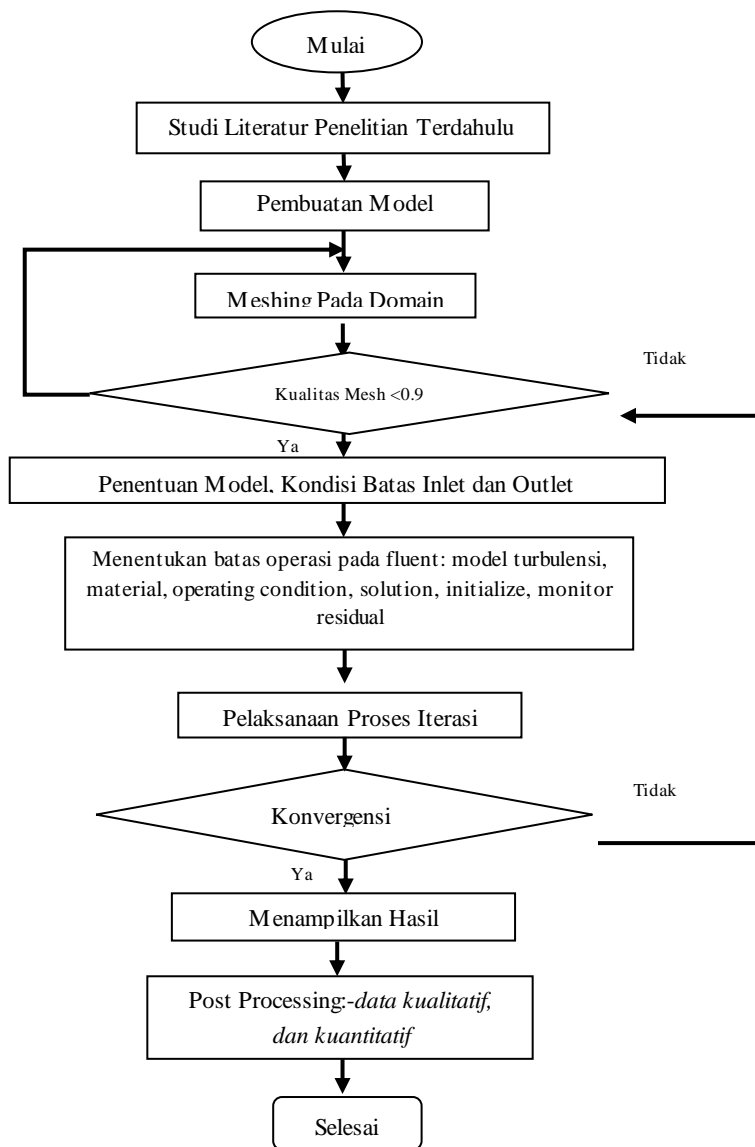 Mulai
Studi Literatur Penelitian Terdahulu
Pembuatan Model
Meshing Pada Domain
Tidak
Kualitas Mesh <0.9
Ya
Penentuan Model, Kondisi Batas Inlet dan Outlet
Menentukan batas operasi pada fluent: model turbulensi,
material, operating condition, solution, initialize, monitor
residual
Pelaksanaan Proses Iterasi
Tidak
Konvergensi
Ya
Menampilkan Hasil
Post Processing:-data kualitatif,
dan kuantitatif
Selesai